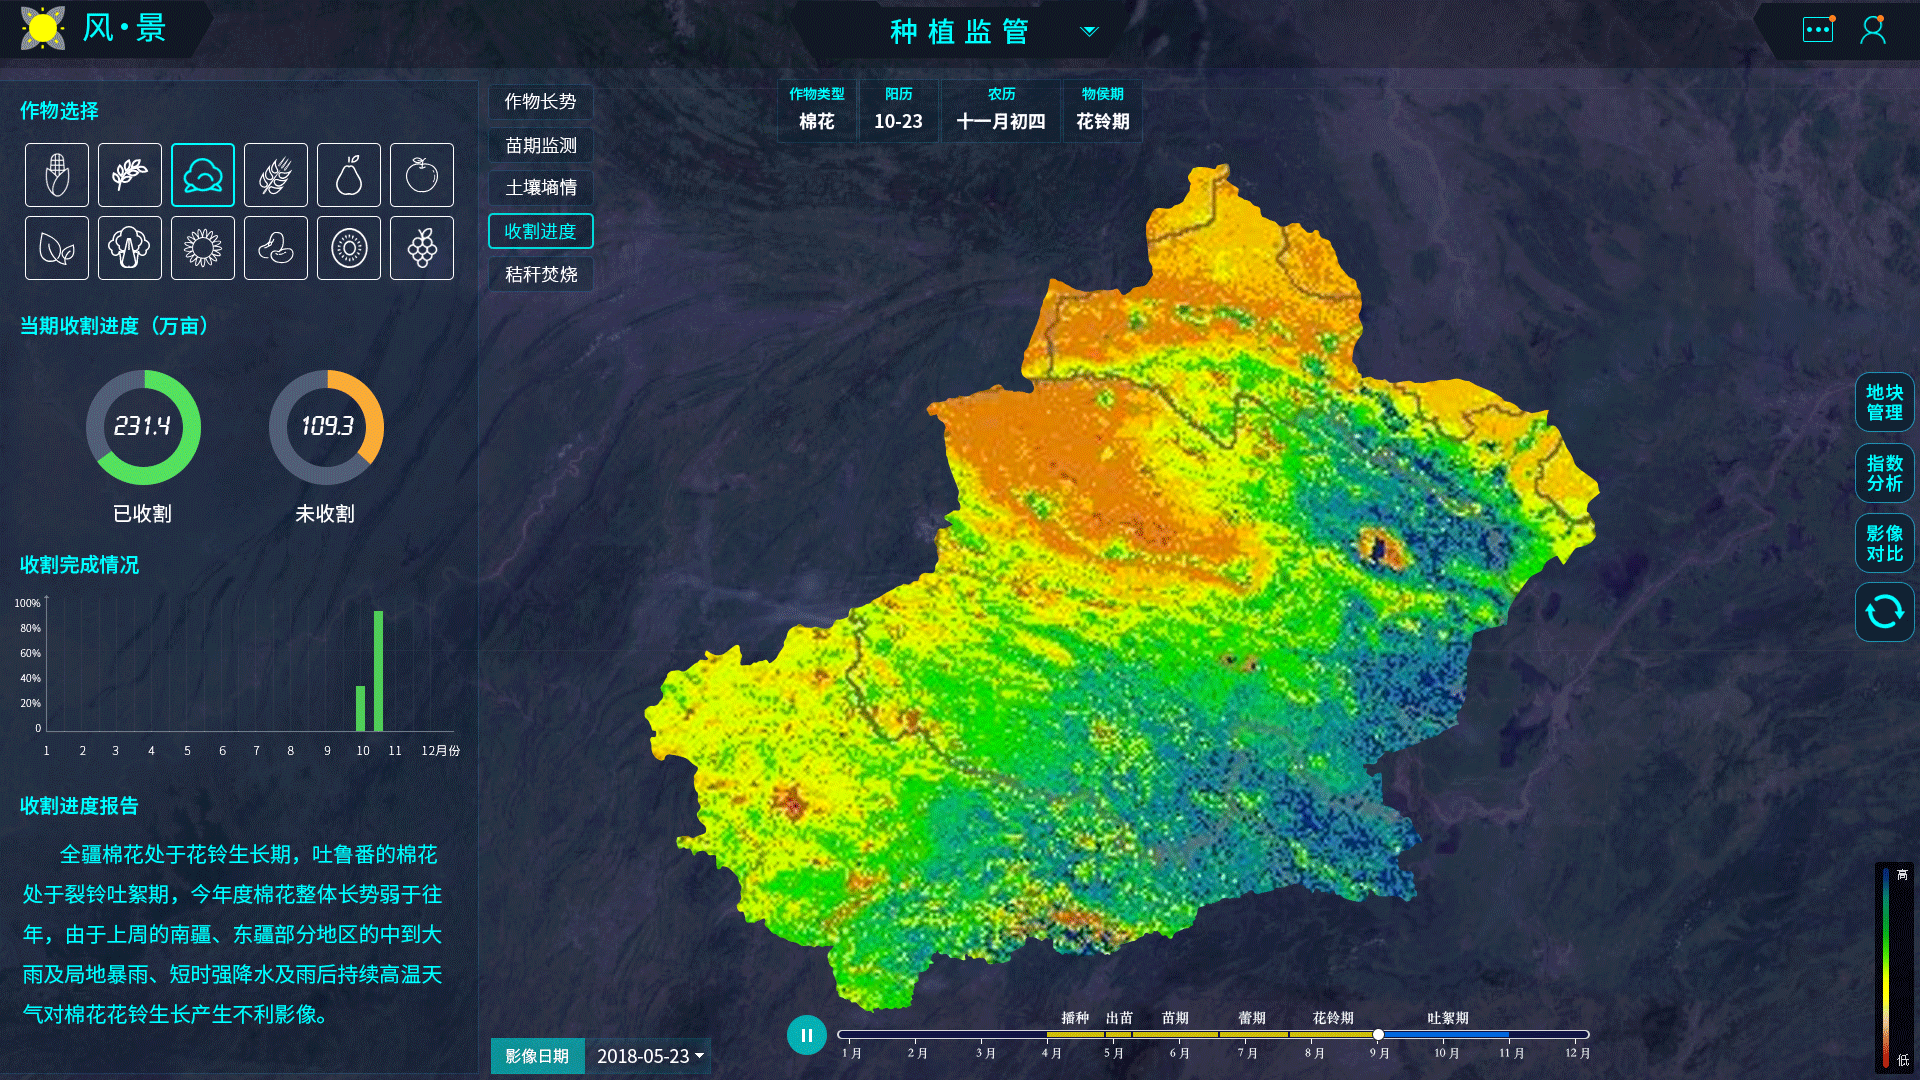 风·景
种植监管
作物选择
当期收割进度（万亩）
231.4
109.3
已收割
未收割
收割完成情况
100%
80%
60%
40%
20%
0
1 2 3 4 5 6 7 8 9 10 11 12月份
收割进度报告
全疆棉花处于花铃生长期，吐鲁番的棉花
处于裂铃吐絮期，今年度棉花整体长势弱于往
年，由于上周的南疆、东疆部分地区的中到大
雨及局地暴雨、短时强降水及雨后持续高温天
气对棉花花铃生长产生不利影像。
作物长势
苗期监测
土壤墒情
收割进度
秸秆焚烧
作物类型 阳历 农历 物侯期
棉花 10-23 十一月初四 花铃期
地块
管理
指数
分析
影像
对比
高
低
影像日期 2018-05-23
播种 出苗 苗期 蕾期 花铃期 吐絮期
1月 2月 3月 4月 5月 6月 7月 8月 9月 10月 11月 12月